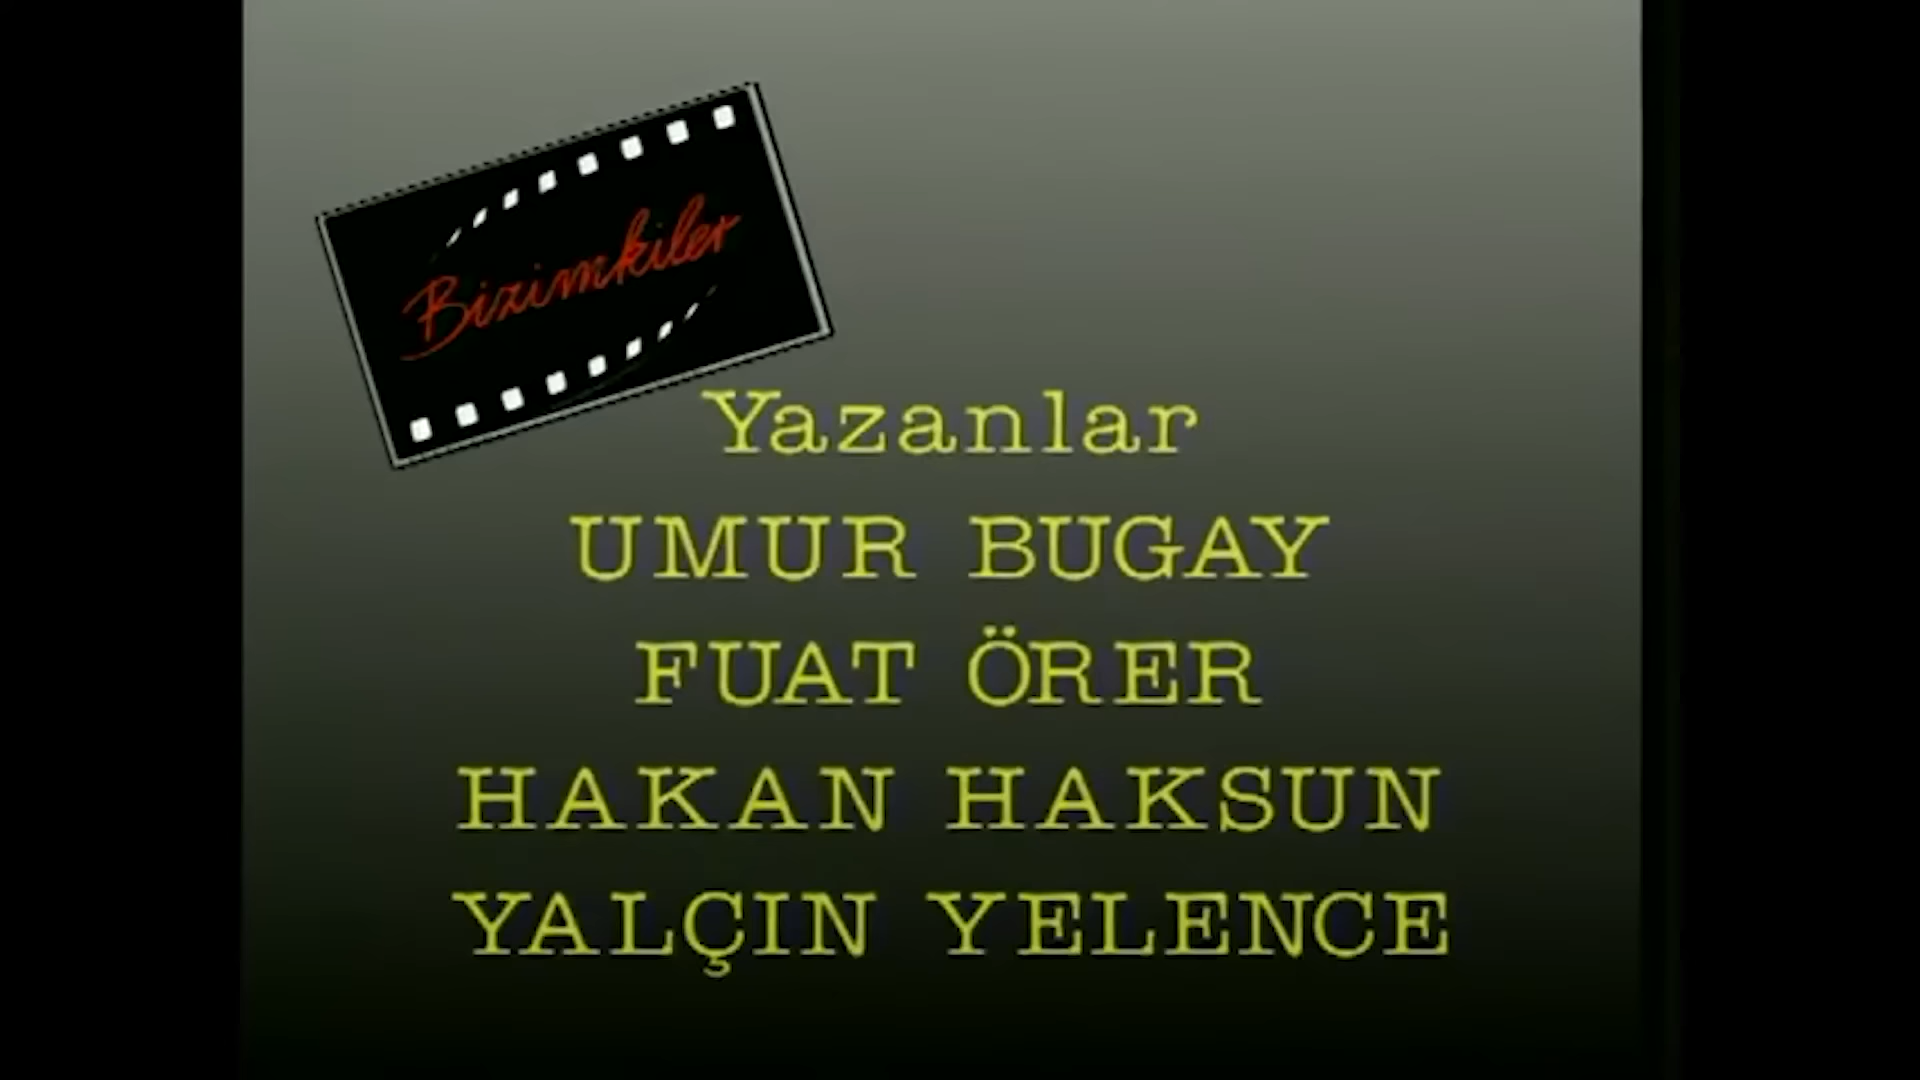 Bizimkiler
Yazanlar
UMUR BUGAY
FUAT ÖRER
HAKAN HAKSUN
YALÇIN YELENCE